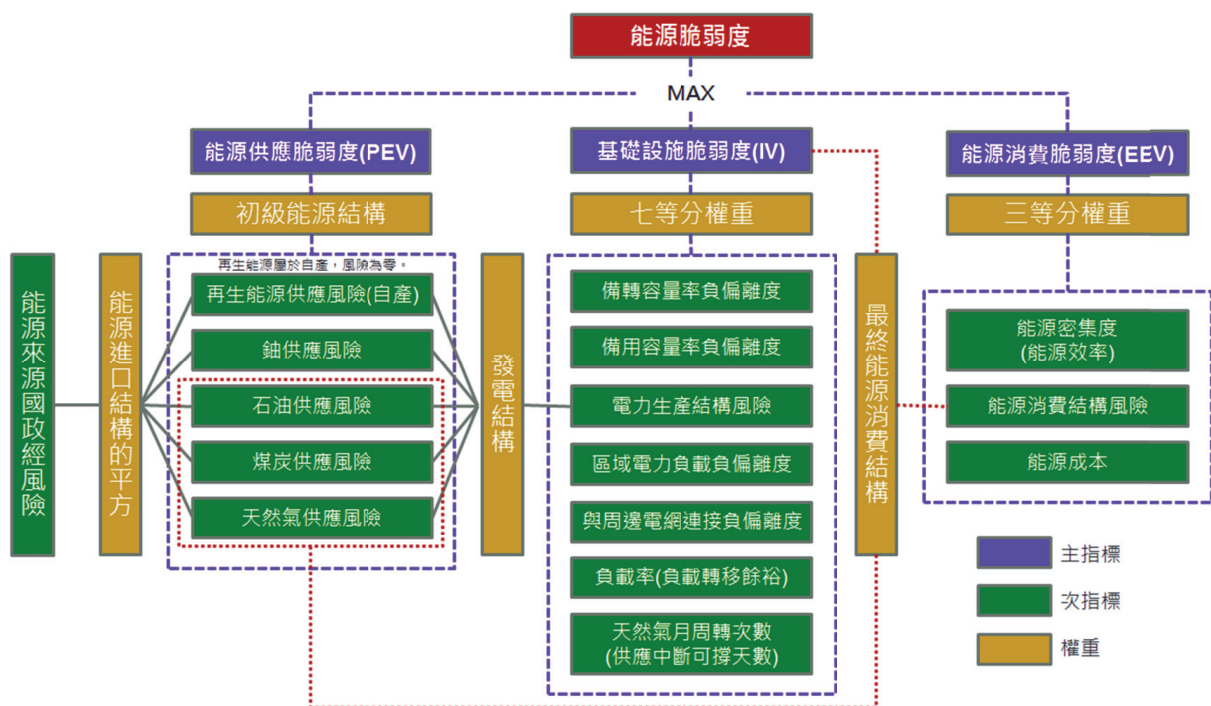 能源脆弱度
MAX
能源供應脆弱度(PEV)
基礎設施脆弱度(IV)
能源消費脆弱度(EEV)
初級能源結構
七等分權重
三等分權重
能源來源國政經風險
能源進口結構的平方
再生能源屬於自產，風險為零。
再生能源供應風險(自產)
鈾供應風險
石油供應風險
煤炭供應風險
天然氣供應風險
發電結構
備轉容量率負偏離度
備用容量率負偏離度
電力生產結構風險
區域電力負載負偏離度
與周邊電網連接負偏離度
負載率(負載轉移餘裕)
天然氣月周轉次數
(供應中斷可撐天數)
最終能源消費結構
能源密集度
(能源效率)
能源消費結構風險
能源成本
主指標
次指標
權重